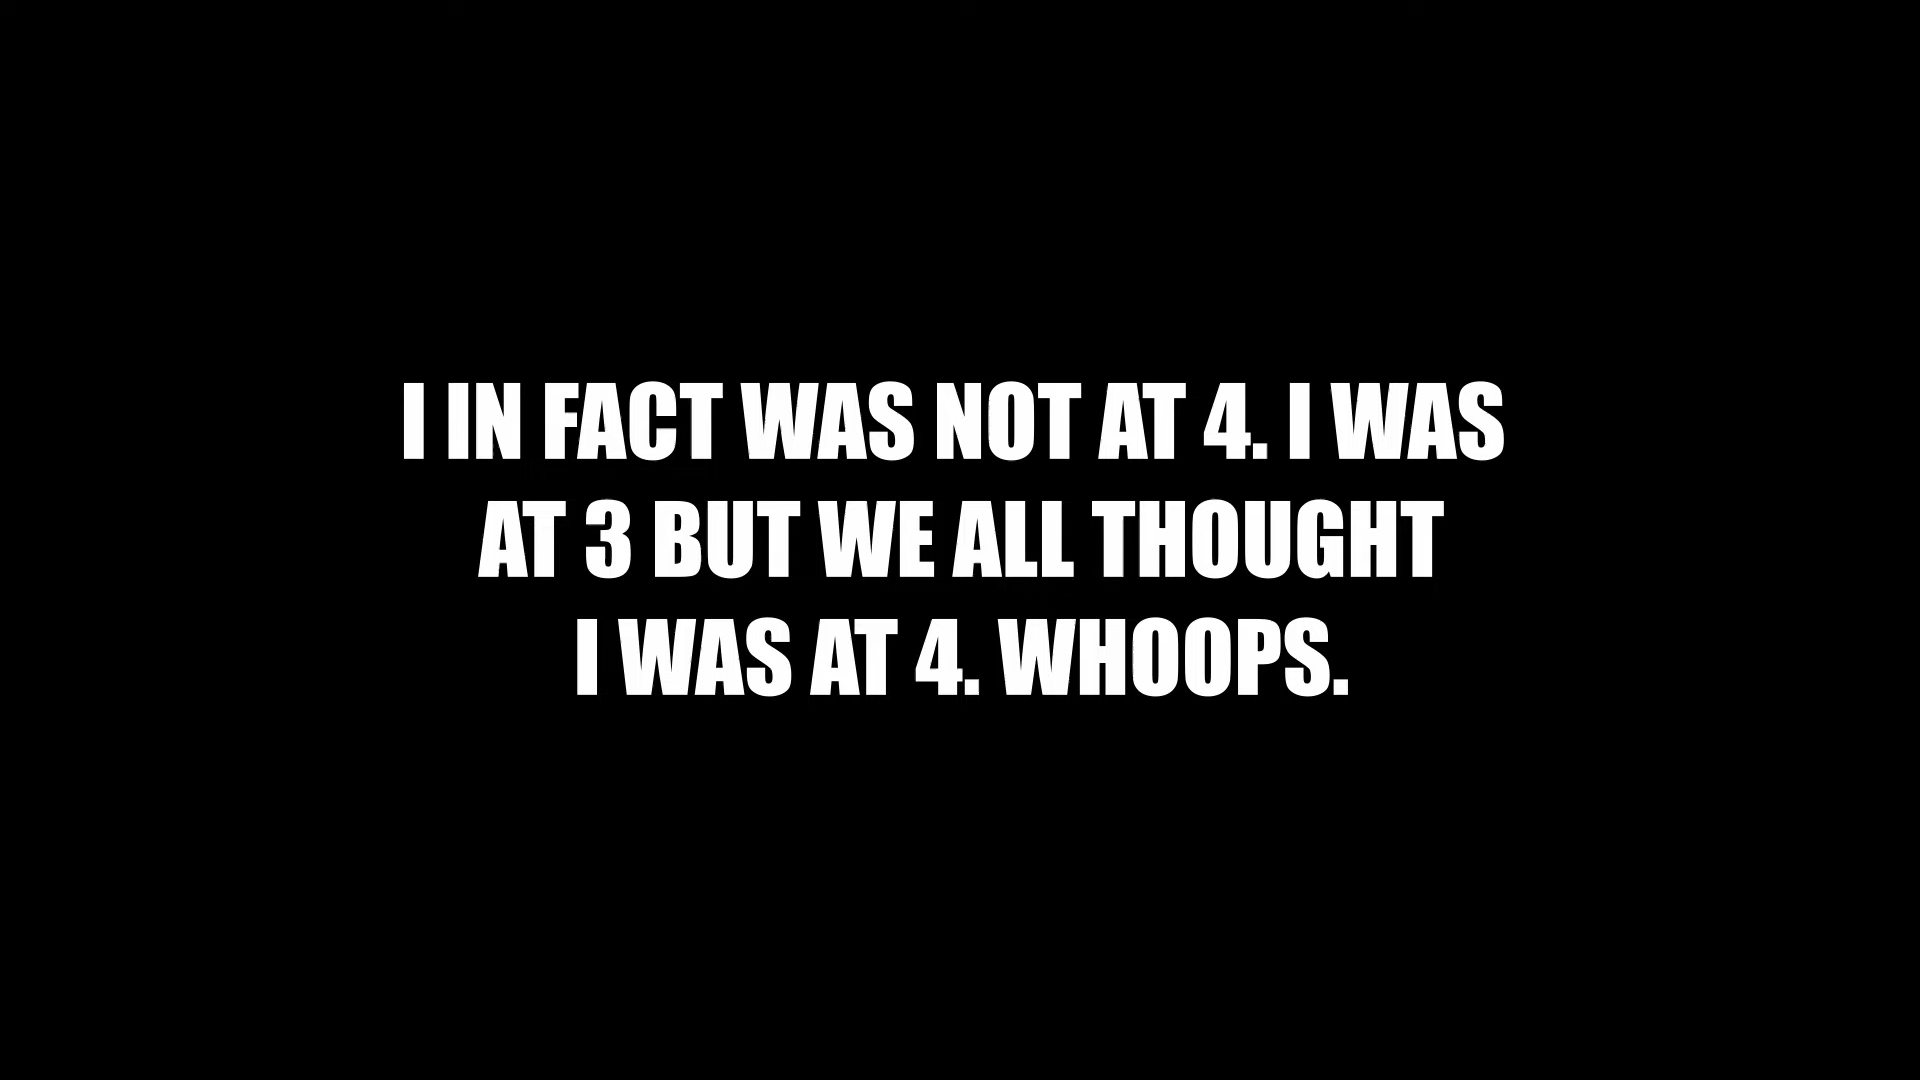 I IN FACT WAS NOT AT 4. I WAS
AT 3 BUT WE ALL THOUGHT
I WAS AT 4. WHOOPS.